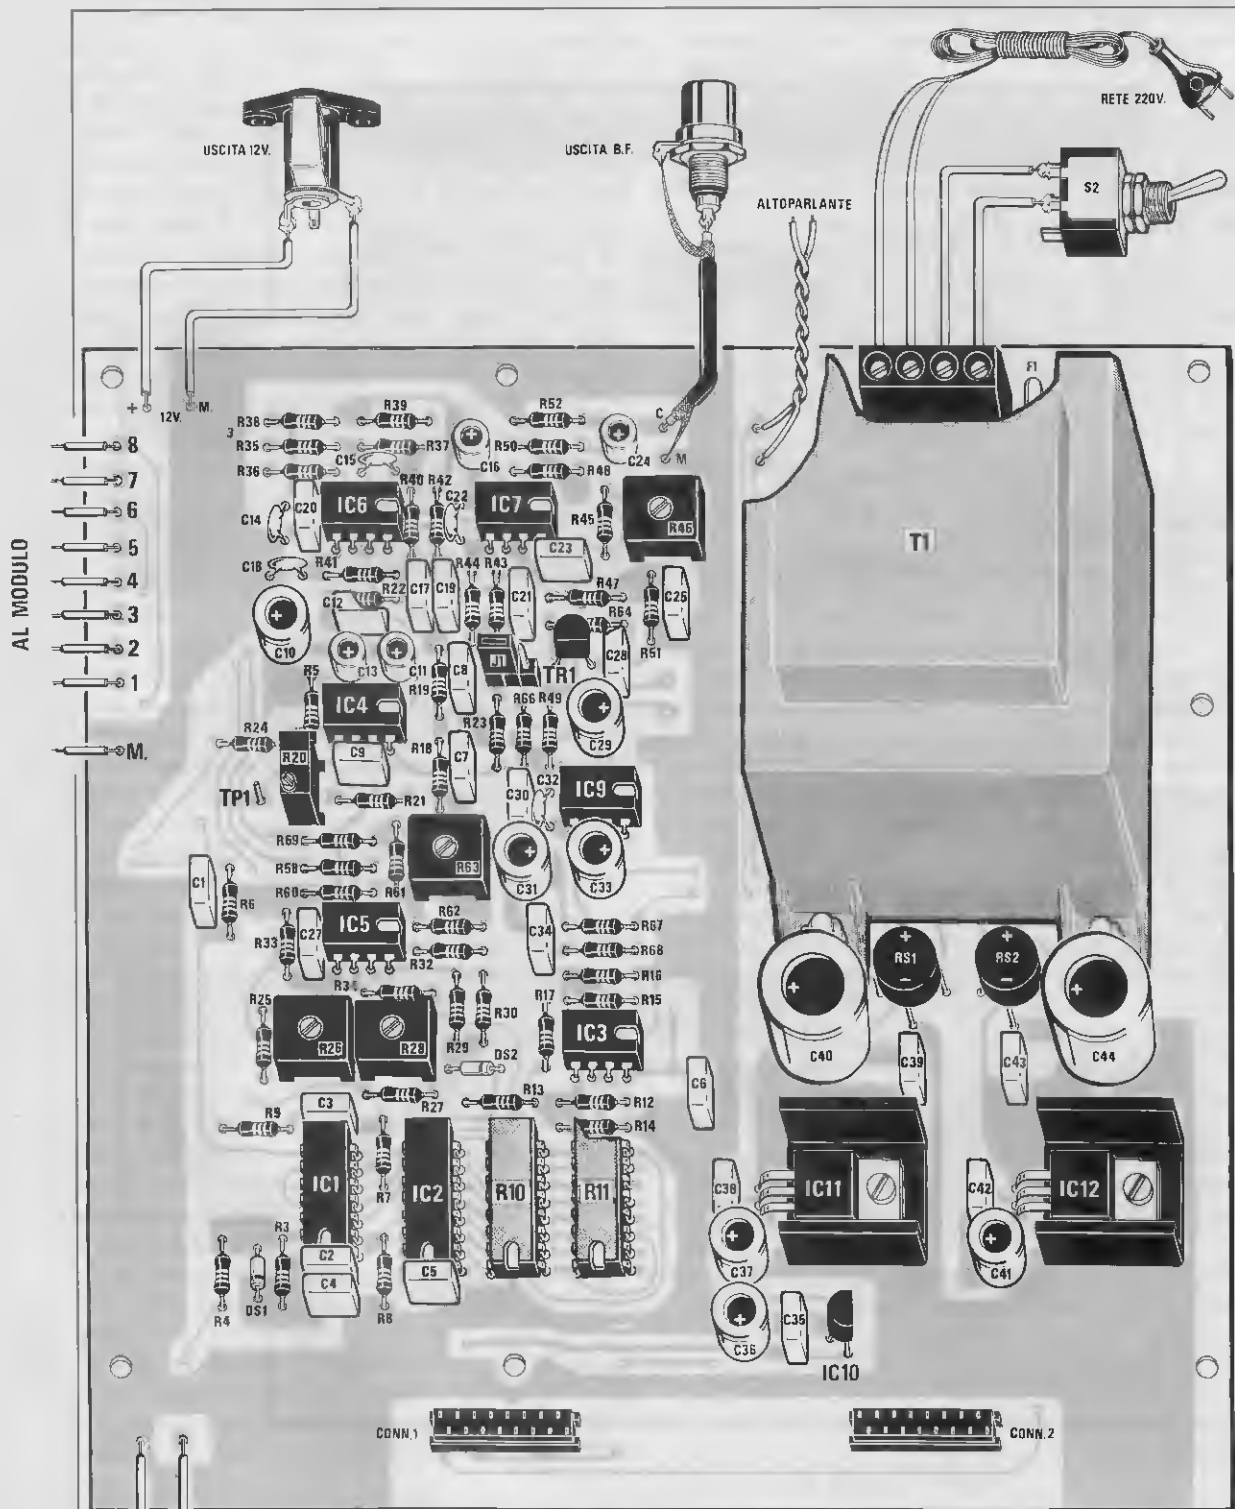 RETE 220V.
USCITA 12V.
USCITA B.F.
S2
ALTOPARLANTE
F1
+ 12V. M.
C
M
R38
R39
R52
3
R35
R37
C16
R50
C24
8
R36
C15
R48
7
C14
C20
IC6
R40
R42
C22
IC7
R45
R46
6
C23
T1
5
AL MODULO
C18
R41
R44
R43
4
R22
C17
C19
C21
R47
C25
C12
R64
3
C10
C13
C11
R51
2
R5
R19
C8
J1
TR1
C28
1
IC4
R66
R49
R24
R23
C29
M.
R20
C9
R18
C7
TP1
R21
C30
C32
IC9
R69
R58
R63
C31
C33
C1
R6
R60
R61
IC5
R62
C34
R67
R33
C27
R32
R68
RS1
RS2
+
+
–
–
R34
R16
R25
R17
R15
R26
R28
R29
R30
IC3
DS2
C40
C39
C43
C44
C6
C3
R27
R13
R12
R9
R14
IC1
R7
IC2
R10
R11
C38
IC11
C42
IC12
R3
C2
C37
C41
C4
C5
R4
DS1
R8
C36
C35
IC10
CONN.1
CONN.2